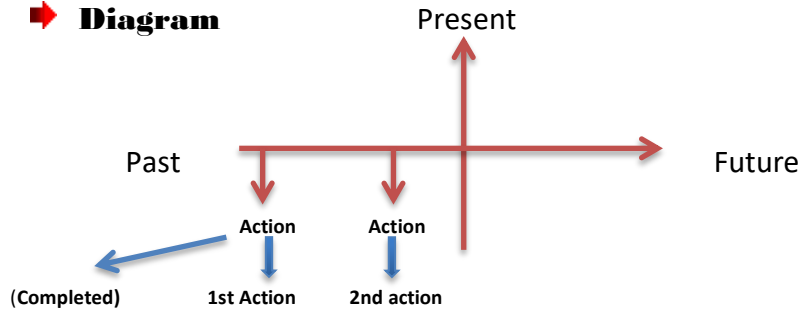 Diagram
Present
Past
Future
Action
Action
(Completed)
1st Action
2nd action